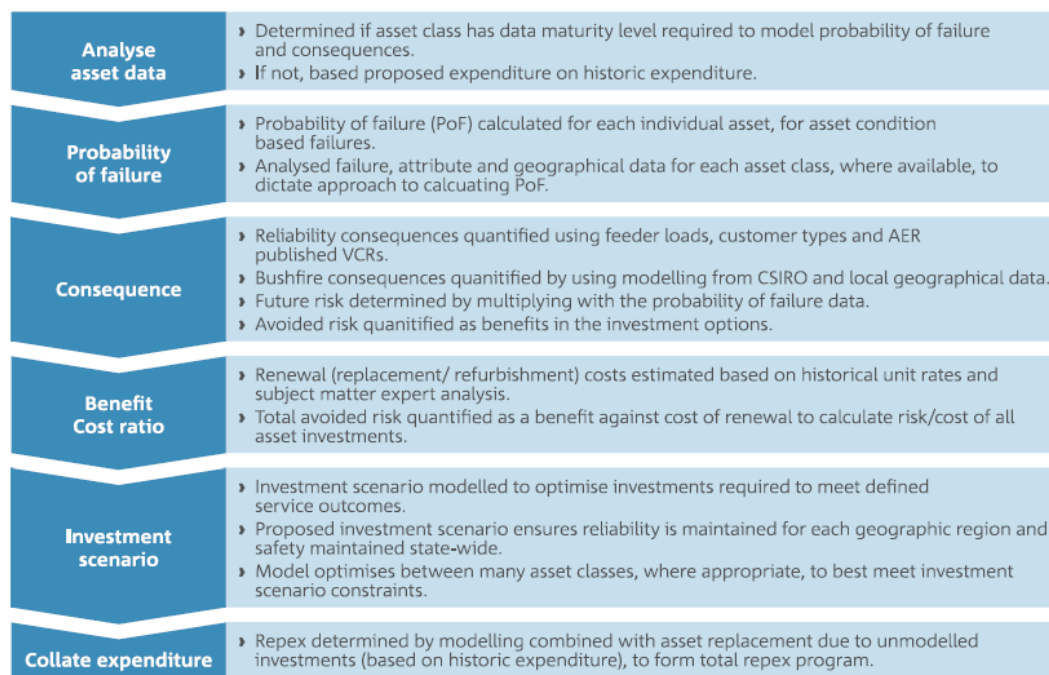 Analyse
asset data
› Determined if asset class has data maturity level required to model probability of failure
and consequences.
› If not, based proposed expenditure on historic expenditure.
Probability
of failure
› Probability of failure (PoF) calculated for each individual asset, for asset condition
based failures.
› Analysed failure, attribute and geographical data for each asset class, where available, to
dictate approach to calcuating PoF.
Consequence
› Reliability consequences quantified using feeder loads, customer types and AER
published VCRs.
› Bushfire consequences quanitified by using modelling from CSIRO and local geographical data.
› Future risk determined by multiplying with the probability of failure data.
› Avoided risk quanitified as benefits in the investment options.
Benefit
Cost ratio
› Renewal (replacement/ refurbishment) costs estimated based on historical unit rates and
subject matter expert analysis.
› Total avoided risk quantified as a benefit against cost of renewal to calculate risk/cost of all
asset investments.
Investment
scenario
› Investment scenario modelled to optimise investments required to meet defined
service outcomes.
› Proposed investment scenario ensures reliability is maintained for each geographic region and
safety maintained state-wide.
› Model optimises between many asset classes, where appropriate, to best meet investment
scenario constraints.
Collate expenditure
› Repex determined by modelling combined with asset replacement due to unmodelled
investments (based on historic expenditure), to form total repex program.